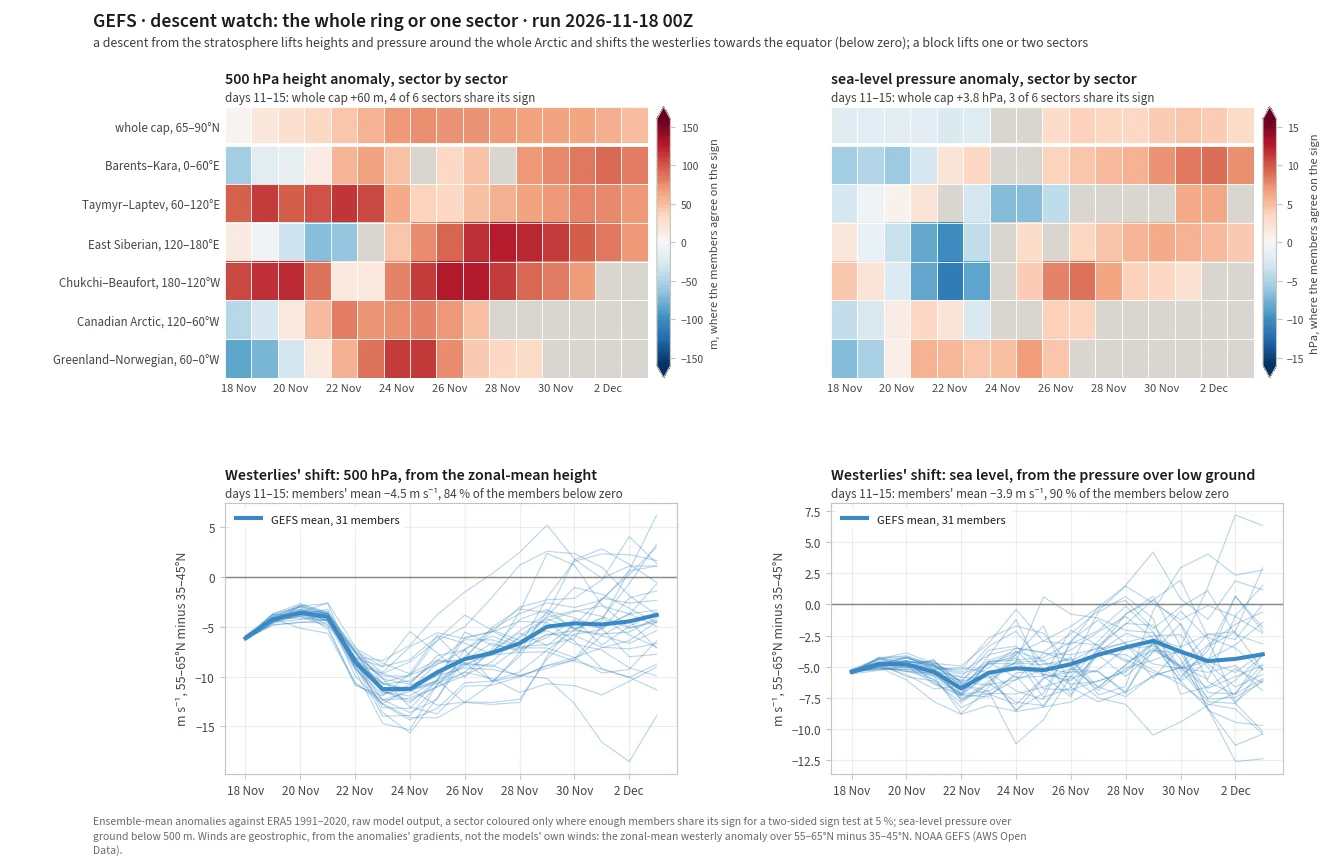 GEFS · descent watch: the whole ring or one sector · run 2026-11-18 00Z
a descent from the stratosphere lifts heights and pressure around the whole Arctic and shifts the westerlies towards the equator (below zero); a block lifts one or two sectors
500 hPa height anomaly, sector by sector
days 11–15: whole cap +60 m, 4 of 6 sectors share its sign
whole cap, 65–90°N
Barents–Kara, 0–60°E
Taymyr–Laptev, 60–120°E
East Siberian, 120–180°E
Chukchi–Beaufort, 180–120°W
Canadian Arctic, 120–60°W
Greenland–Norwegian, 60–0°W
18 Nov 20 Nov 22 Nov 24 Nov 26 Nov 28 Nov 30 Nov 2 Dec
150
100
50
0
−50
−100
−150
m, where the members agree on the sign
sea-level pressure anomaly, sector by sector
days 11–15: whole cap +3.8 hPa, 3 of 6 sectors share its sign
18 Nov 20 Nov 22 Nov 24 Nov 26 Nov 28 Nov 30 Nov 2 Dec
15
10
5
0
−5
−10
−15
hPa, where the members agree on the sign
Westerlies' shift: 500 hPa, from the zonal-mean height
days 11–15: members' mean −4.5 m s⁻¹, 84 % of the members below zero
GEFS mean, 31 members
m s⁻¹, 55–65°N minus 35–45°N
5
0
−5
−10
−15
18 Nov 20 Nov 22 Nov 24 Nov 26 Nov 28 Nov 30 Nov 2 Dec
Westerlies' shift: sea level, from the pressure over low ground
days 11–15: members' mean −3.9 m s⁻¹, 90 % of the members below zero
GEFS mean, 31 members
m s⁻¹, 55–65°N minus 35–45°N
7.5
5.0
2.5
0.0
−2.5
−5.0
−7.5
−10.0
−12.5
18 Nov 20 Nov 22 Nov 24 Nov 26 Nov 28 Nov 30 Nov 2 Dec
Ensemble-mean anomalies against ERA5 1991–2020, raw model output, a sector coloured only where enough members share its sign for a two-sided sign test at 5 %; sea-level pressure over
ground below 500 m. Winds are geostrophic, from the anomalies' gradients, not the models' own winds: the zonal-mean westerly anomaly over 55–65°N minus 35–45°N. NOAA GEFS (AWS Open
Data).